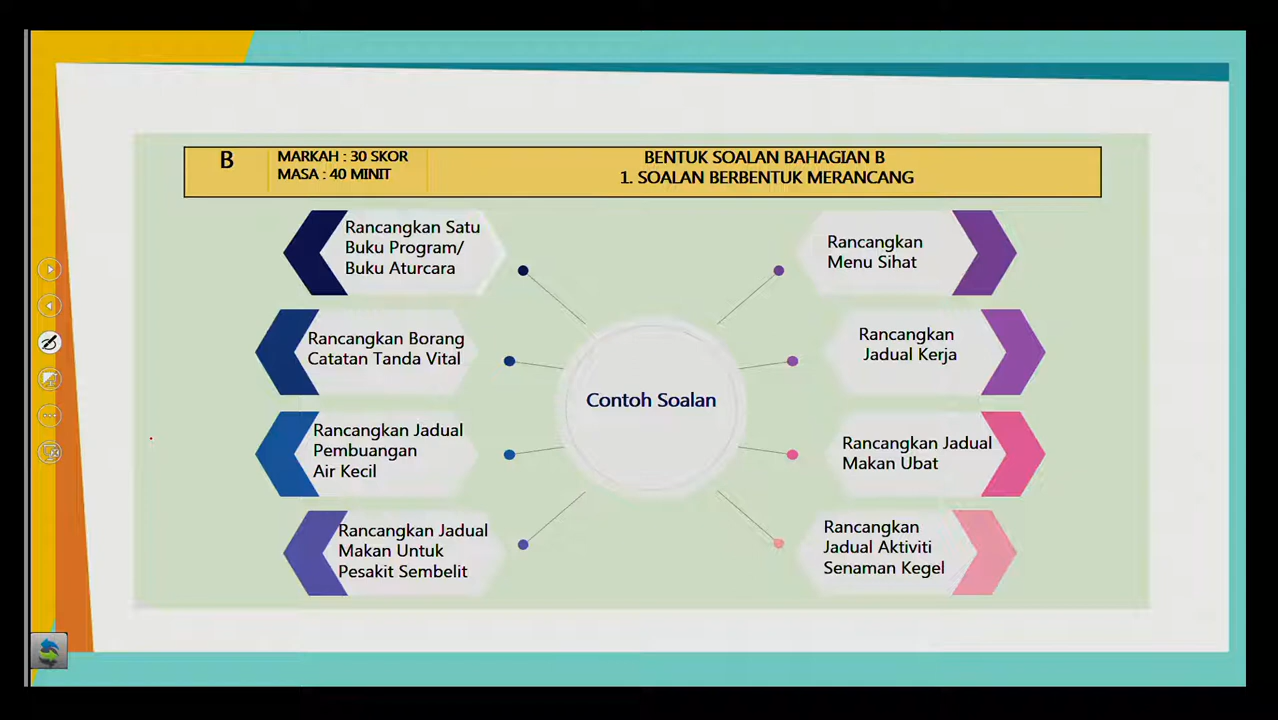 B
MARKAH : 30 SKOR
MASA : 40 MINIT
BENTUK SOALAN BAHAGIAN B
1. SOALAN BERBENTUK MERANCANG
Rancangkan Satu
Buku Program/
Buku Aturcara
Rancangkan Borang
Catatan Tanda Vital
Rancangkan Jadual
Pembuangan
Air Kecil
Rancangkan Jadual
Makan Untuk
Pesakit Sembelit
Contoh Soalan
Rancangkan
Menu Sihat
Rancangkan
Jadual Kerja
Rancangkan Jadual
Makan Ubat
Rancangkan
Jadual Aktiviti
Senaman Kegel